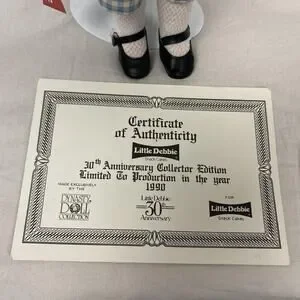 Certificate
of Authenticity
Little Debbie
Snack Cakes
30th Anniversary Collector Edition
Limited To Production in the year
1990
MADE EXCLUSIVELY
BY THE
DYNASTY
DOLL
COLLECTION
Little Debbie
30
Anniversary
FOR
Little Debbie
Snack Cakes